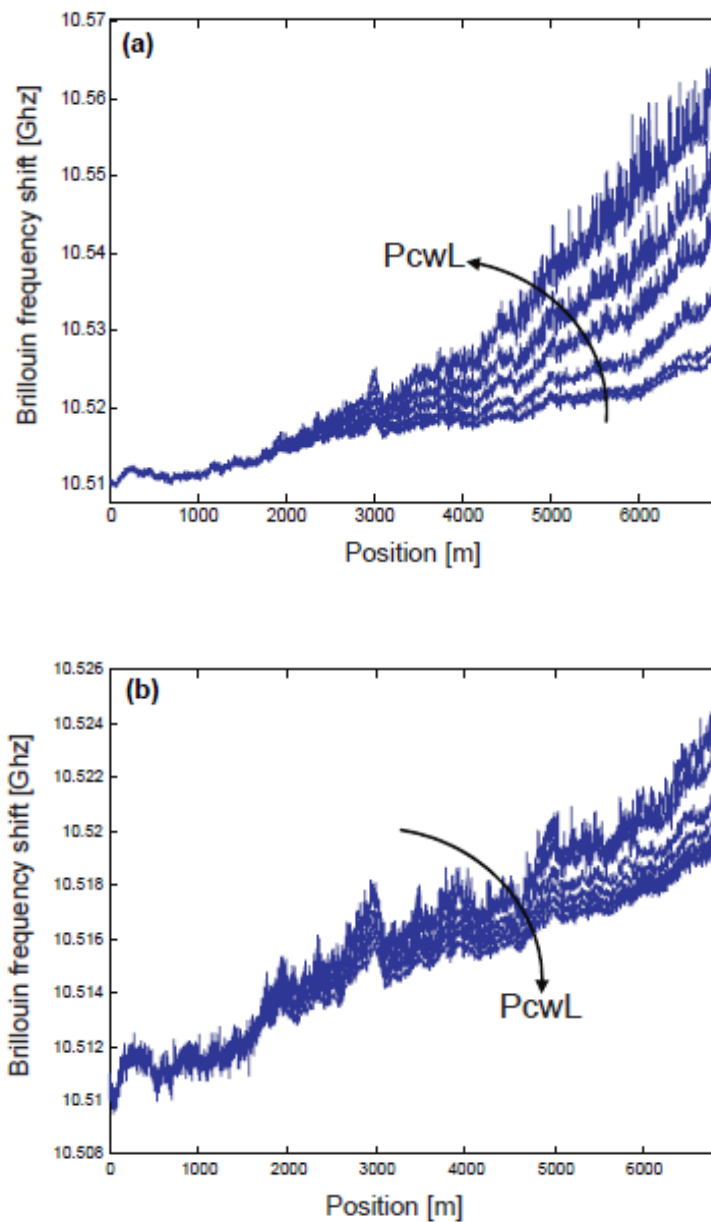 (a)
Brillouin frequency shift [Ghz]
10.57
10.56
10.55
10.54
10.53
10.52
10.51
PcwL
0 1000 2000 3000 4000 5000 6000
Position [m]
(b)
Brillouin frequency shift [Ghz]
10.526
10.524
10.522
10.52
10.518
10.516
10.514
10.512
10.51
10.508
PcwL
0 1000 2000 3000 4000 5000 6000
Position [m]